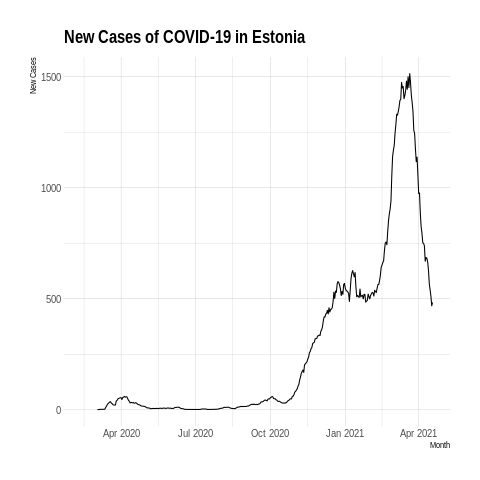 New Cases of COVID-19 in Estonia
New Cases
1500
1000
500
0
Apr 2020 Jul 2020 Oct 2020 Jan 2021 Apr 2021
Month